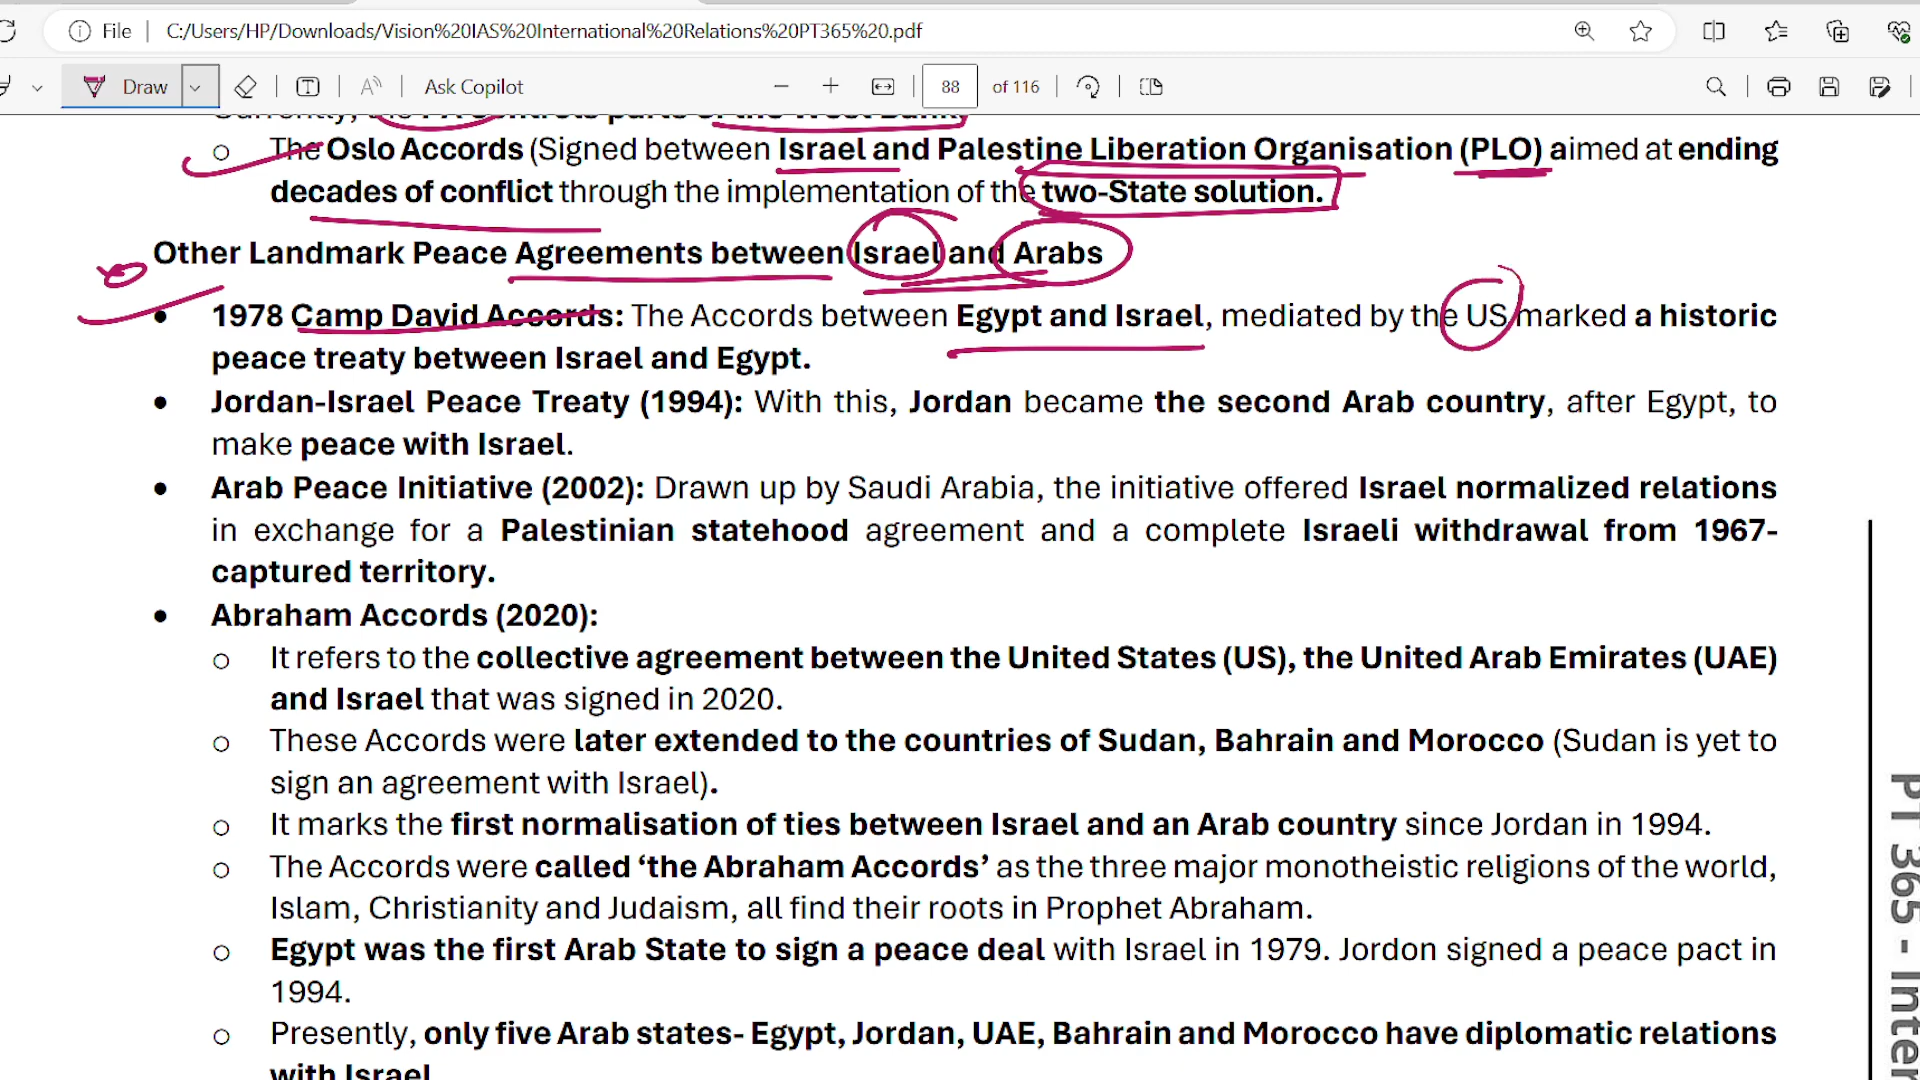 File
C:/Users/HP/Downloads/Vision%20IAS%20International%20Relations%20PT365%20.pdf
Draw
Ask Copilot
88 of 116
Currently, the PA controls parts of the West Bank.
The Oslo Accords (Signed between Israel and Palestine Liberation Organisation (PLO) aimed at ending
decades of conflict through the implementation of the two-State solution.
Other Landmark Peace Agreements between Israel and Arabs
• 1978 Camp David Accords: The Accords between Egypt and Israel, mediated by the US marked a historic
peace treaty between Israel and Egypt.
• Jordan-Israel Peace Treaty (1994): With this, Jordan became the second Arab country, after Egypt, to
make peace with Israel.
• Arab Peace Initiative (2002): Drawn up by Saudi Arabia, the initiative offered Israel normalized relations
in exchange for a Palestinian statehood agreement and a complete Israeli withdrawal from 1967-
captured territory.
• Abraham Accords (2020):
o It refers to the collective agreement between the United States (US), the United Arab Emirates (UAE)
and Israel that was signed in 2020.
o These Accords were later extended to the countries of Sudan, Bahrain and Morocco (Sudan is yet to
sign an agreement with Israel).
o It marks the first normalisation of ties between Israel and an Arab country since Jordan in 1994.
o The Accords were called ‘the Abraham Accords’ as the three major monotheistic religions of the world,
Islam, Christianity and Judaism, all find their roots in Prophet Abraham.
o Egypt was the first Arab State to sign a peace deal with Israel in 1979. Jordon signed a peace pact in
1994.
o Presently, only five Arab states- Egypt, Jordan, UAE, Bahrain and Morocco have diplomatic relations
with Israel
PT 365 - Inter